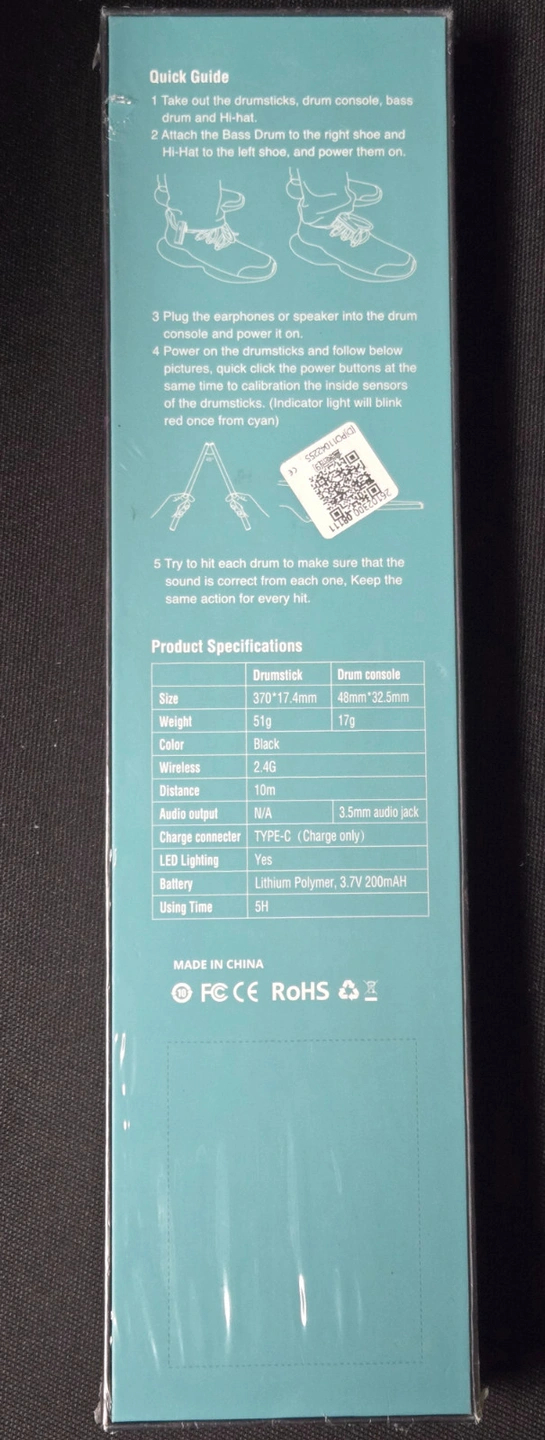 Quick Guide
1 Take out the drumsticks, drum console, bass
drum and Hi-hat.
2 Attach the Bass Drum to the right shoe and
Hi-Hat to the left shoe, and power them on.
3 Plug the earphones or speaker into the drum
console and power it on.
4 Power on the drumsticks and follow below
pictures, quick click the power buttons at the
same time to calibration the inside sensors
of the drumsticks. (Indicator light will blink
red once from cyan)
5 Try to hit each drum to make sure that the
sound is correct from each one, Keep the
same action for every hit.
Product Specifications
Drumstick Drum console
Size 370*17.4mm 48mm*32.5mm
Weight 51g 17g
Color Black
Wireless 2.4G
Distance 10m
Audio output N/A 3.5mm audio jack
Charge connecter TYPE-C (Charge only)
LED Lighting Yes
Battery Lithium Polymer, 3.7V 200mAH
Using Time 5H
MADE IN CHINA
10 FC CE RoHS